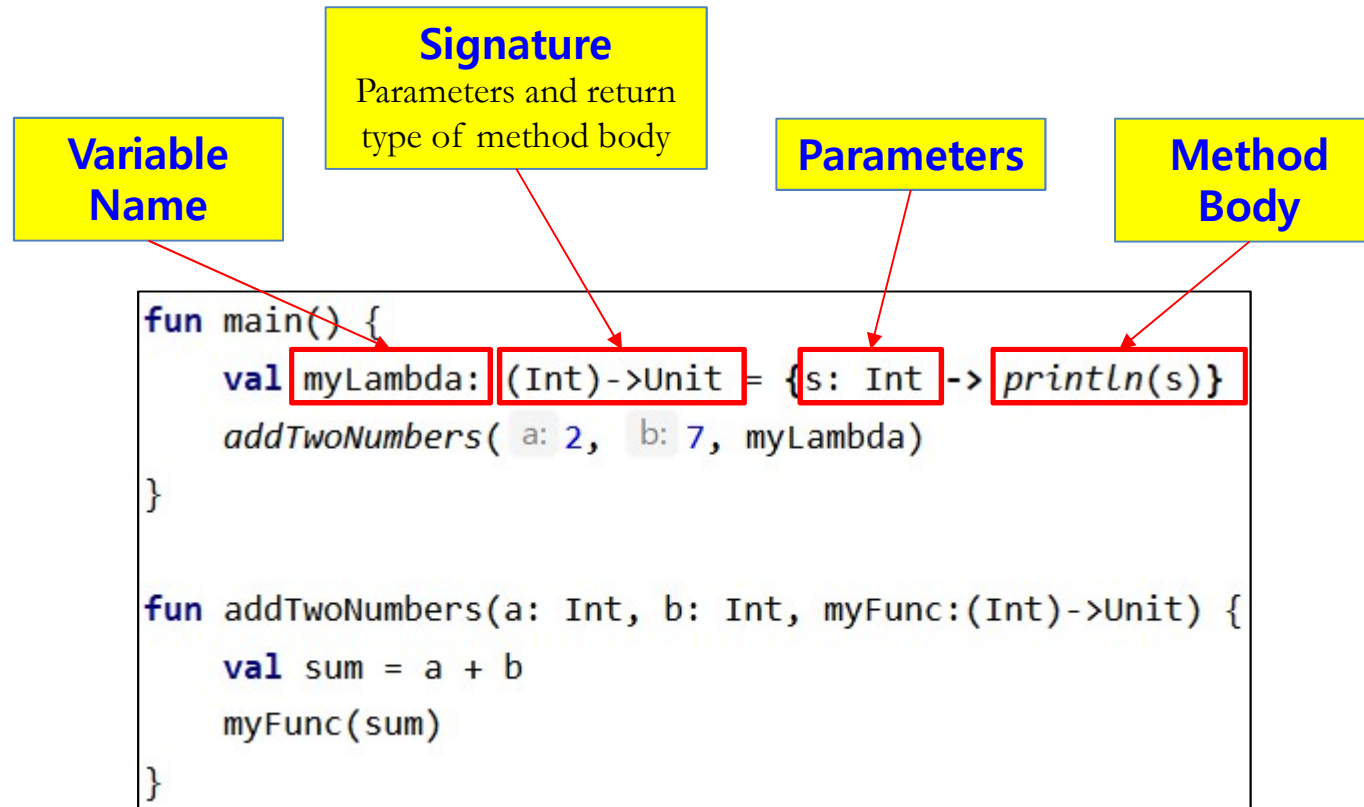 Signature
Parameters and return
type of method body
Variable
Name
Parameters
Method
Body
fun main() {
val myLambda: (Int)->Unit = {s: Int -> println(s)}
addTwoNumbers( a: 2, b: 7, myLambda)
}
fun addTwoNumbers(a: Int, b: Int, myFunc:(Int)->Unit) {
val sum = a + b
myFunc(sum)
}